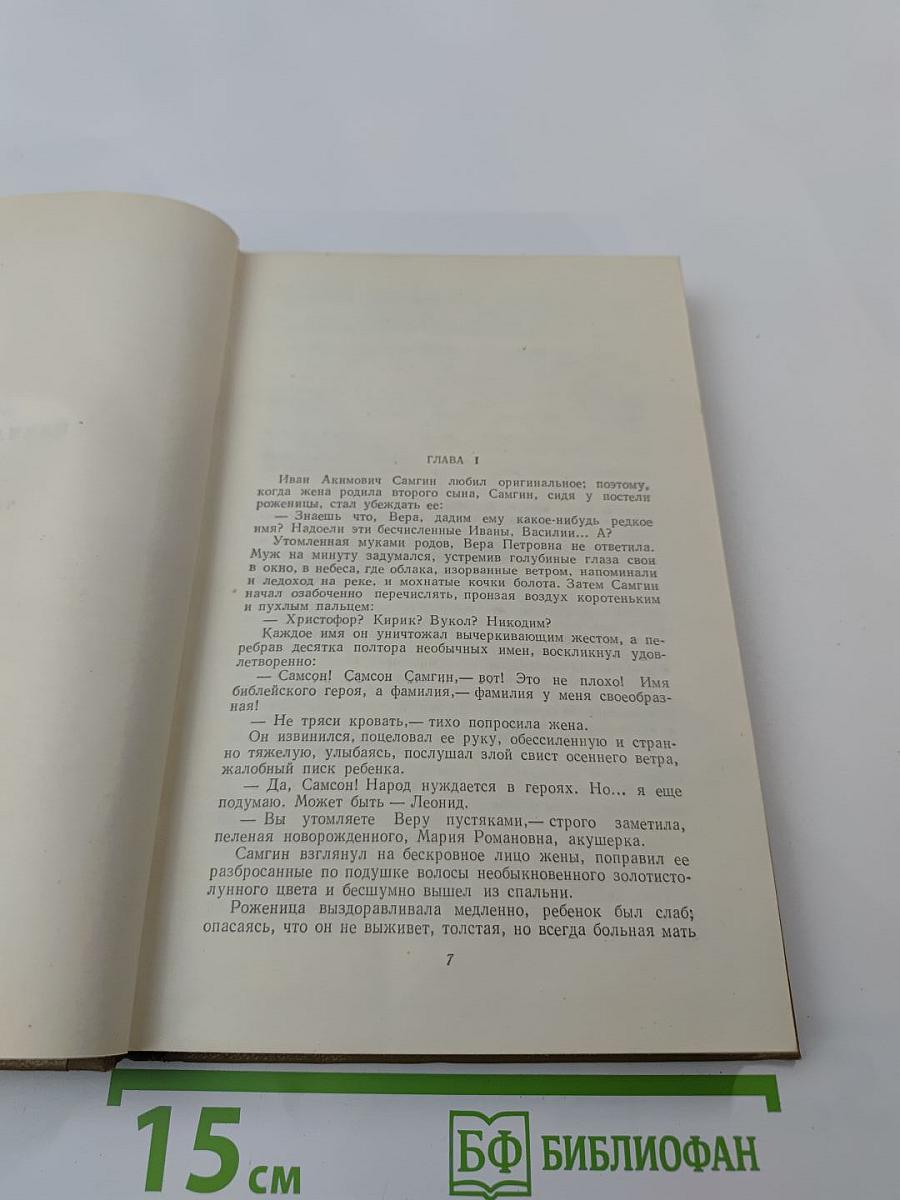 ГЛАВА I
Иван Акимович Самгин любил оригинальное; поэтому,
когда жена родила второго сына, Самгин, сидя у постели
роженицы, стал убеждать ее:
— Знаешь что, Вера, дадим ему какое-нибудь редкое
имя? Надоели эти бесчисленные Иваны, Василии... А?
Утомленная муками родов, Вера Петровна не ответила.
Муж на минуту задумался, устремив голубиные глаза свои
в окно, в небеса, где облака, изорванные ветром, напоминали
и ледоход на реке, и мохнатые кочки болота. Затем Самгин
начал озабоченно перечислять, пронзая воздух коротеньким
и пухлым пальцем:
— Христофор? Кирик? Вукол? Никодим?
Каждое имя он уничтожал вычеркивающим жестом, а пе-
ребрав десятка полтора необычных имен, воскликнул удов-
летворенно:
— Самсон! Самсон Самгин,— вот! Это не плохо! Имя
библейского героя, а фамилия,— фамилия у меня своеобраз-
ная!
— Не тряси кровать,— тихо попросила жена.
Он извинился, поцеловал ее руку, обессиленную и стран-
но тяжелую, улыбаясь, послушал злой свист осеннего ветра,
жалобный писк ребенка.
— Да, Самсон! Народ нуждается в героях. Но... я еще
подумаю. Может быть — Леонид.
— Вы утомляете Веру пустяками,— строго заметила,
пеленая новорожденного, Мария Романовна, акушерка.
Самгин взглянул на бескровное лицо жены, поправил ее
разбросанные по подушке волосы необыкновенного золотисто-
лунного цвета и бесшумно вышел из спальни.
Роженица выздоравливала медленно, ребенок был слаб;
опасаясь, что он не выживет, толстая, но всегда больная мать
7
15 см
БФ БИБЛИОФАН